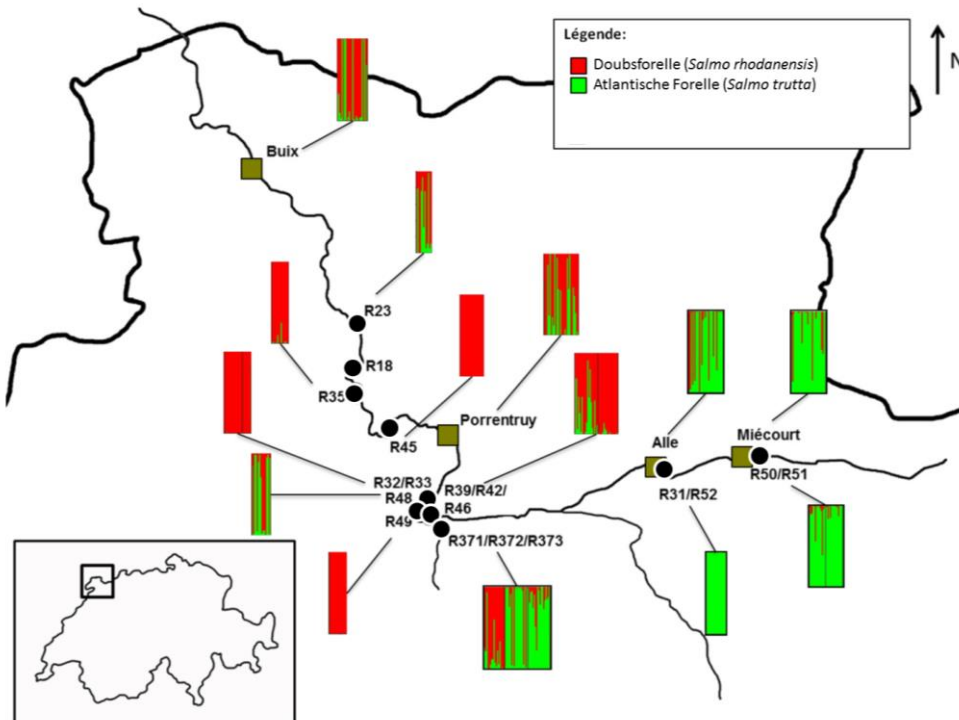 Légende:
Doubsforelle (Salmo rhodanensis)
Atlantische Forelle (Salmo trutta)
N
Buix
R23
R18
R35
R45
Porrentruy
Alle
Miécourt
R50/R51
R31/R52
R32/R33
R39/R42/
R48
R46
R49
R371/R372/R373